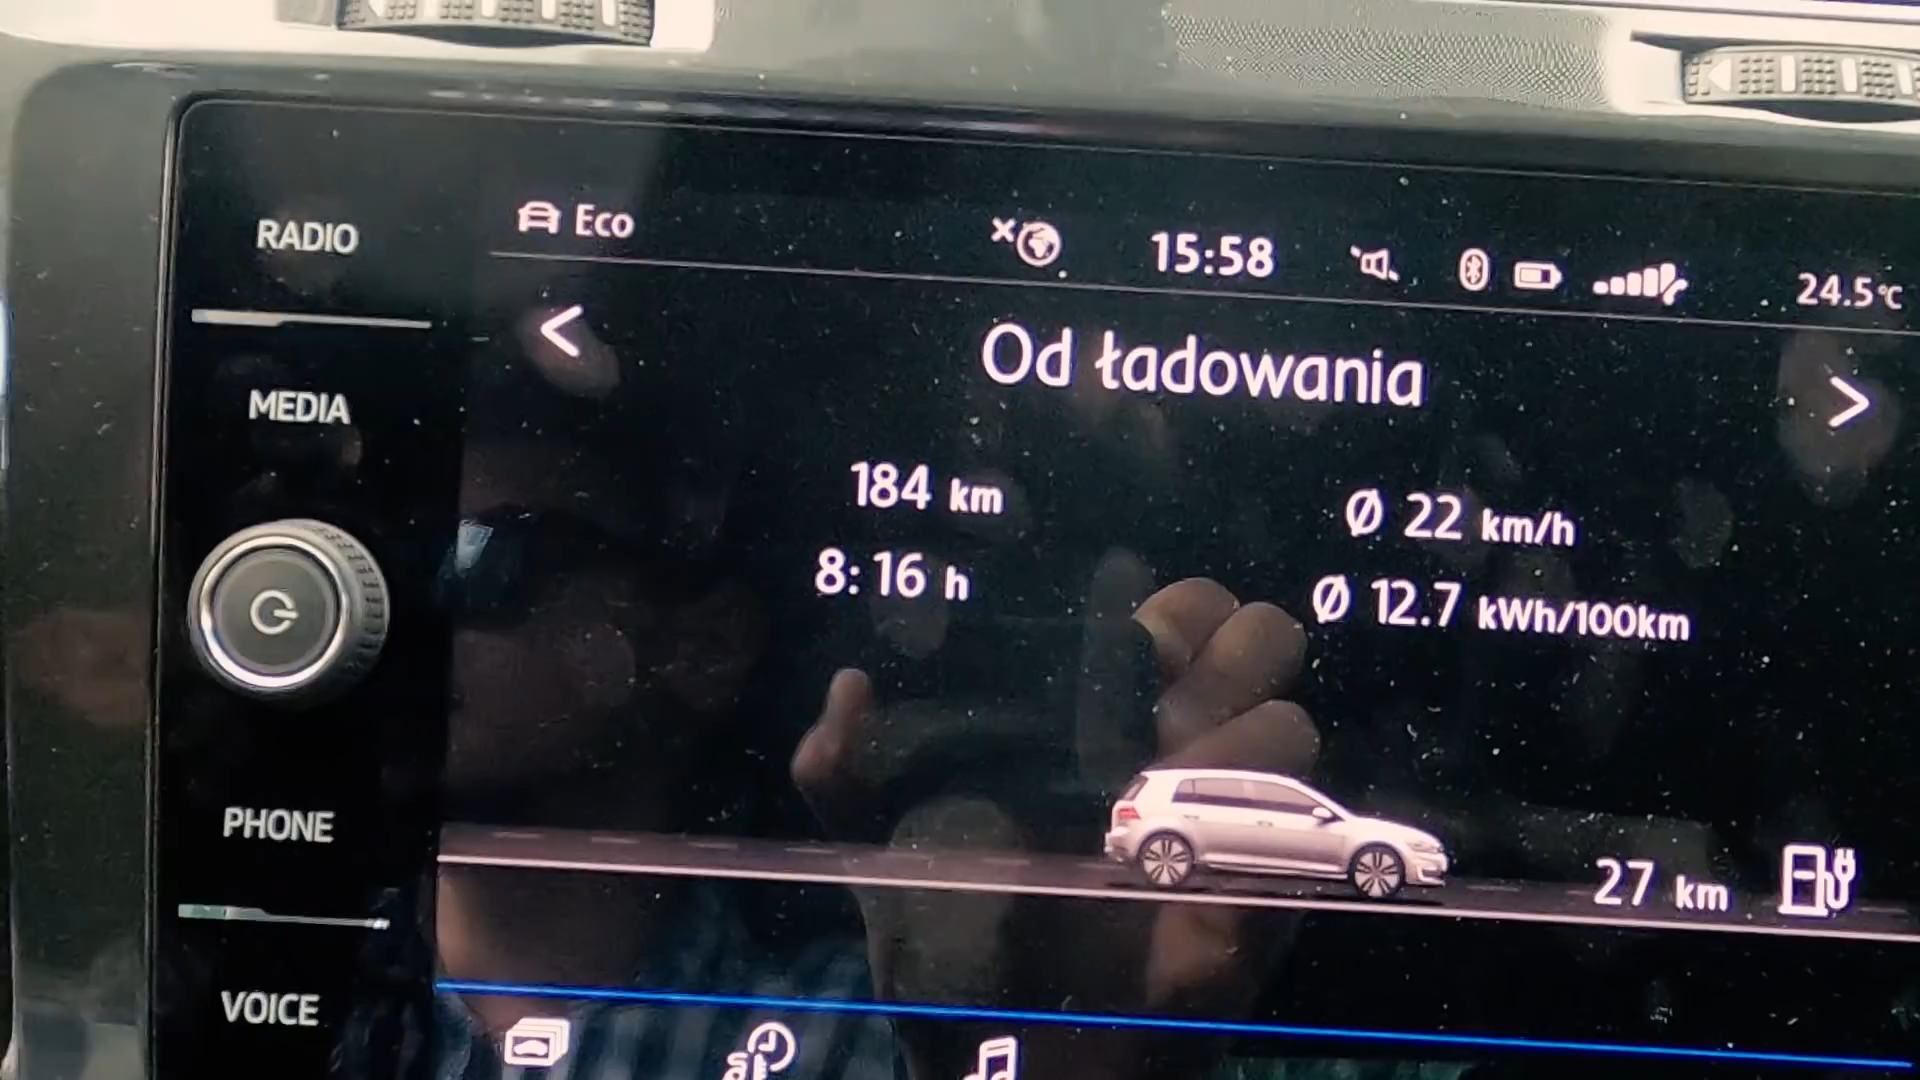 RADIO
MEDIA
PHONE
VOICE
Eco
15:58
24.5°C
<
Od ładowania
>
184 km
Ø 22 km/h
8:16 h
Ø 12.7 kWh/100km
27 km